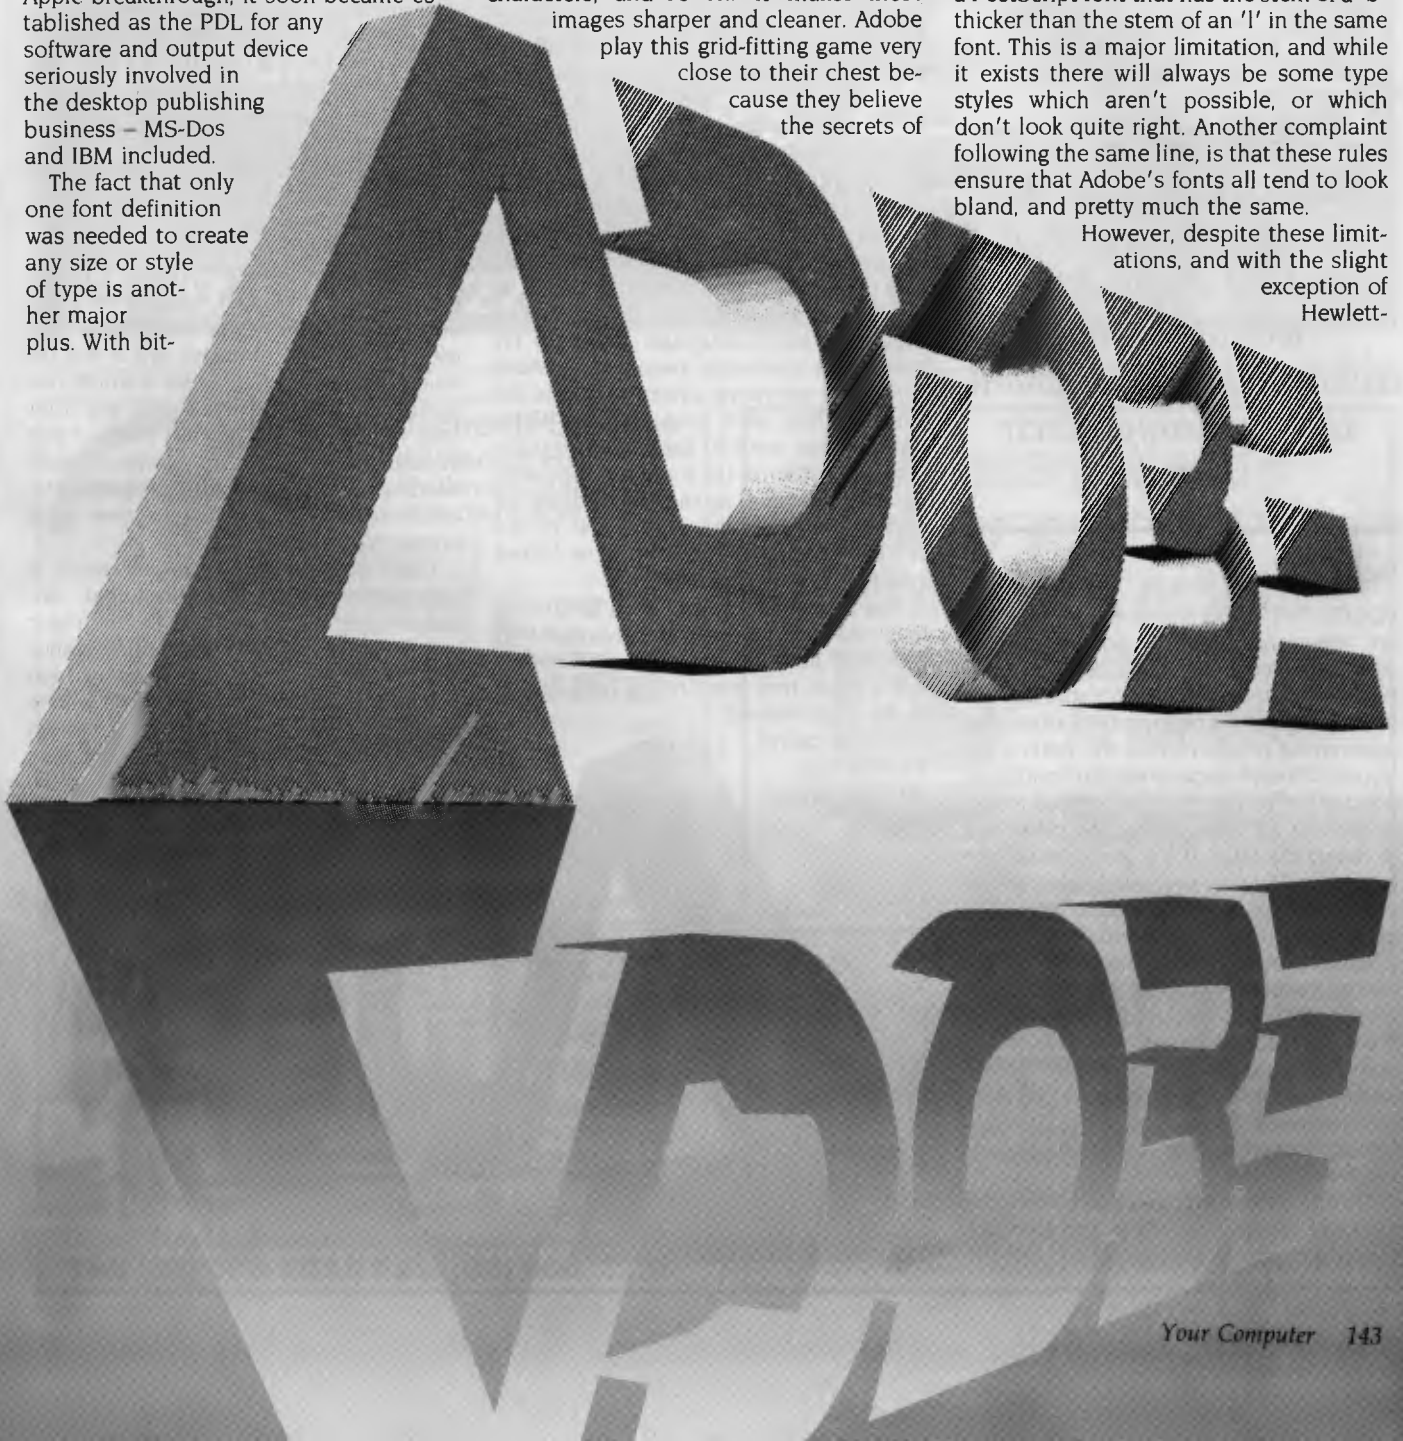 tablished as the PDL for any
software and output device
seriously involved in
the desktop publishing
business – MS-Dos
and IBM included.
The fact that only
one font definition
was needed to create
any size or style
of type is anot-
her major
plus. With bit-
images sharper and cleaner. Adobe
play this grid-fitting game very
close to their chest be-
cause they believe
the secrets of
thicker than the stem of an 'l' in the same
font. This is a major limitation, and while
it exists there will always be some type
styles which aren't possible, or which
don't look quite right. Another complaint
following the same line, is that these rules
ensure that Adobe's fonts all tend to look
bland, and pretty much the same.
However, despite these limit-
ations, and with the slight
exception of
Hewlett-
ADOBE
Your Computer 143